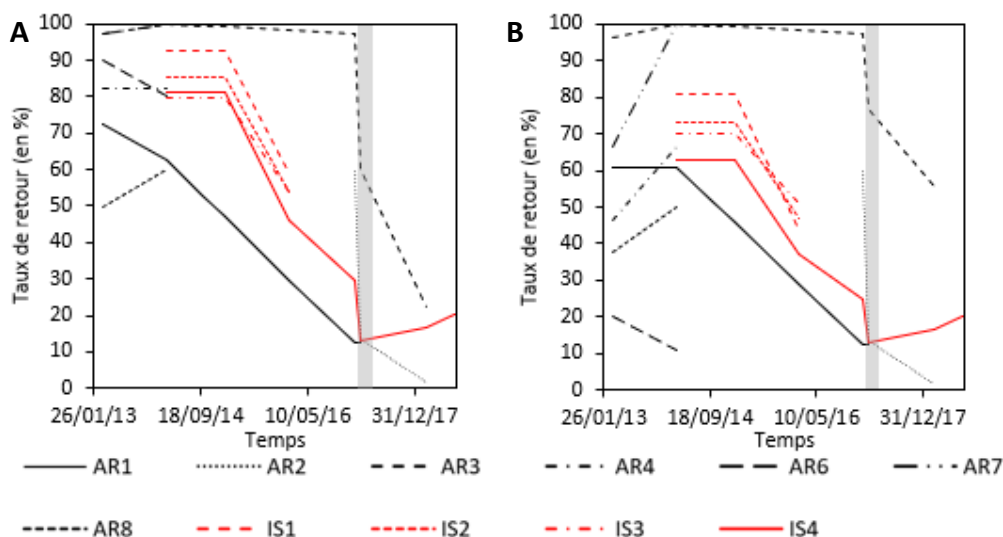 A
Taux de retour (en %)
100
90
80
70
60
50
40
30
20
10
0
26/01/13 18/09/14 10/05/16 31/12/17
Temps
B
Taux de retour (en %)
100
90
80
70
60
50
40
30
20
10
0
26/01/13 18/09/14 10/05/16 31/12/17
Temps
AR1 AR2 AR3 AR4 AR6 AR7
AR8 IS1 IS2 IS3 IS4